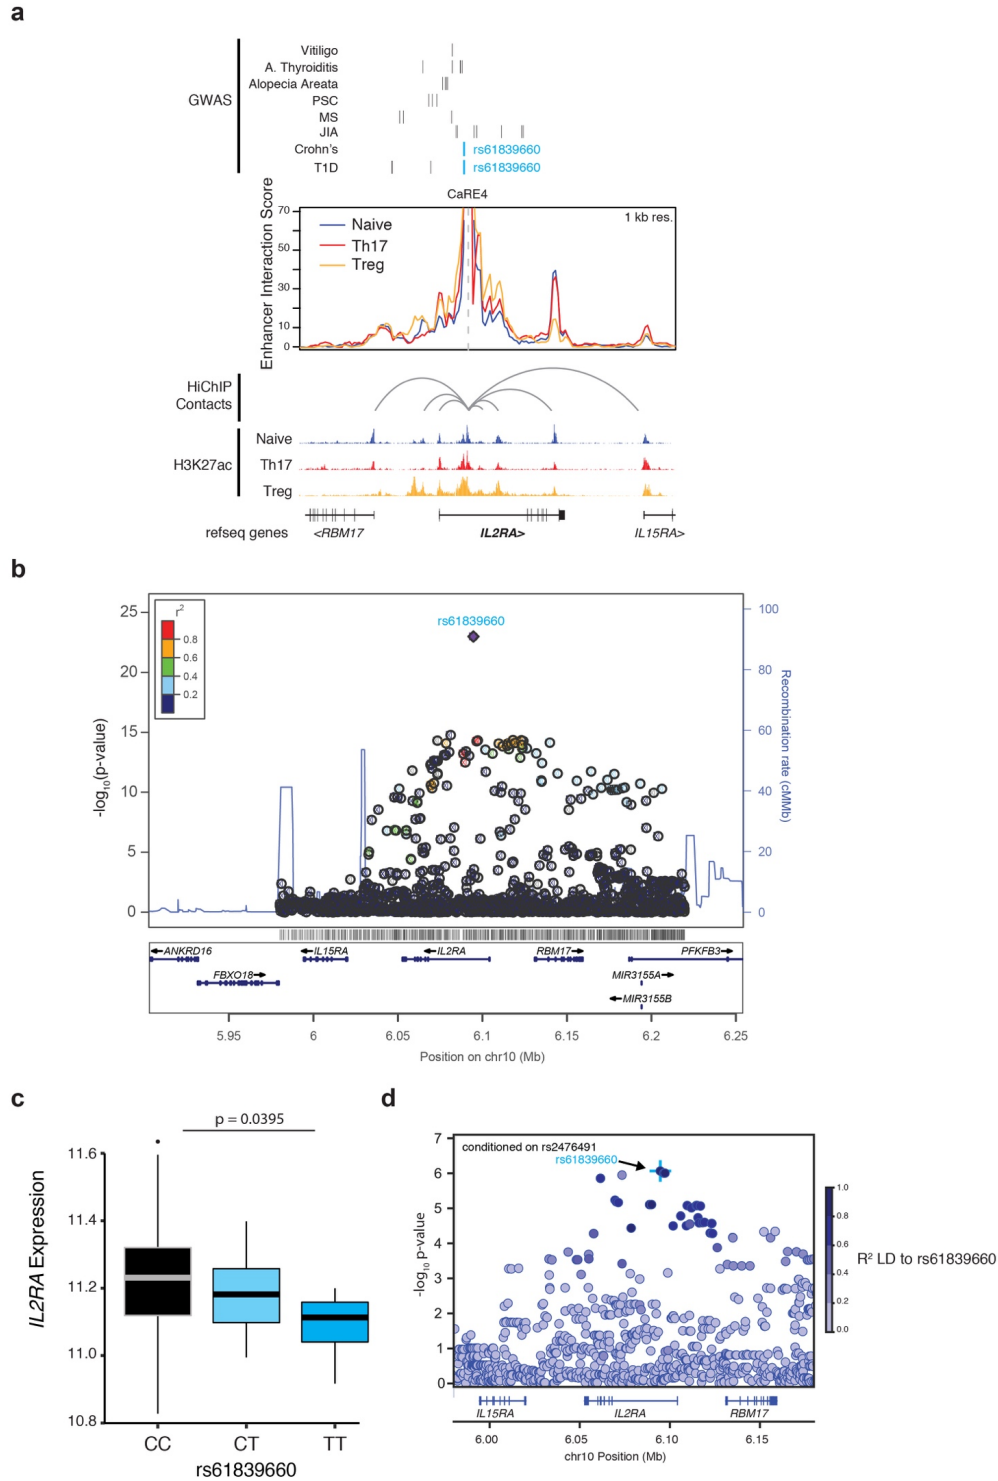 a
GWAS
Vitiligo
A. Thyroiditis
Alopecia Areata
PSC
MS
JIA
Crohn's rs61839660
T1D rs61839660
CaRE4
Enhancer Interaction Score
70
50
30
10
0
Naive
Th17
Treg
1 kb res.
HiChIP
Contacts
H3K27ac
Naive
Th17
Treg
refseq genes
<RBM17
IL2RA>
IL15RA>
b
-log10(p-value)
25
20
15
10
5
0
r2
0.8
0.6
0.4
0.2
rs61839660
100
80
60
40
20
0
Recombination rate (cMMb)
ANKRD16
IL15RA
IL2RA
RBM17
PFKFB3
FBXO18
MIR3155A
MIR3155B
5.95 6 6.05 6.1 6.15 6.2 6.25
Position on chr10 (Mb)
c
p = 0.0395
IL2RA Expression
11.6
11.4
11.2
11.0
10.8
CC CT TT
rs61839660
d
conditioned on rs2476491
rs61839660
-log10 p-value
7
6
5
4
3
2
1
0
1.0
0.8
0.6
0.4
0.2
0.0
R2 LD to rs61839660
IL15RA
IL2RA
RBM17
6.00 6.05 6.10 6.15
chr10 Position (Mb)